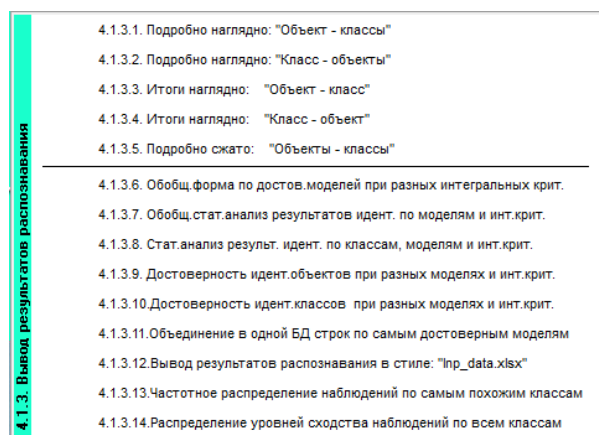 4.1.3. Вывод результатов распознавания
4.1.3.1. Подробно наглядно: "Объект - классы"
4.1.3.2. Подробно наглядно: "Класс - объекты"
4.1.3.3. Итоги наглядно: "Объект - класс"
4.1.3.4. Итоги наглядно: "Класс - объект"
4.1.3.5. Подробно сжато: "Объекты - классы"
4.1.3.6. Обобщ.форма по достов.моделей при разных интегральных крит.
4.1.3.7. Обобщ.стат.анализ результатов идент. по моделям и инт.крит.
4.1.3.8. Стат.анализ результ. идент. по классам, моделям и инт.крит.
4.1.3.9. Достоверность идент.объектов при разных моделях и инт.крит.
4.1.3.10.Достоверность идент.классов при разных моделях и инт.крит.
4.1.3.11.Объединение в одной БД строк по самым достоверным моделям
4.1.3.12.Вывод результатов распознавания в стиле: "Inp_data.xlsx"
4.1.3.13.Частотное распределение наблюдений по самым похожим классам
4.1.3.14.Распределение уровней сходства наблюдений по всем классам